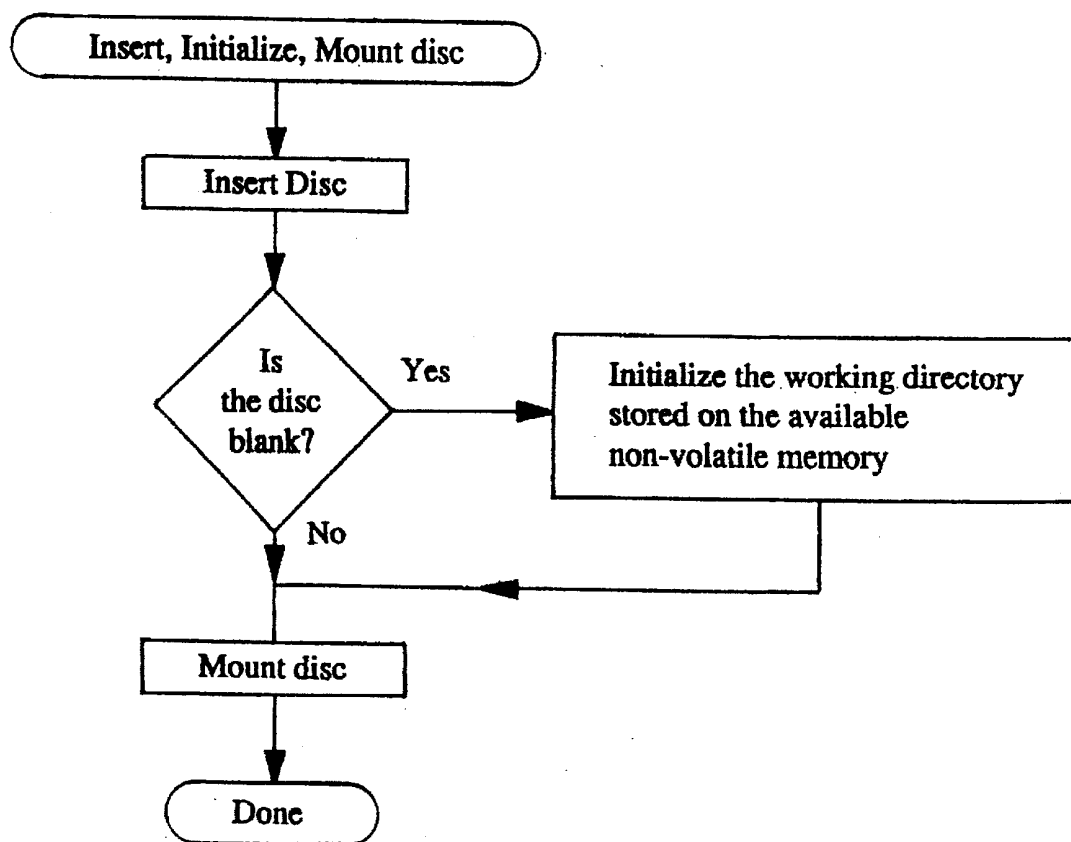 Insert, Initialize, Mount disc
Insert Disc
Is
the disc
blank?
Yes
Initialize the working directory
stored on the available
non-volatile memory
No
Mount disc
Done